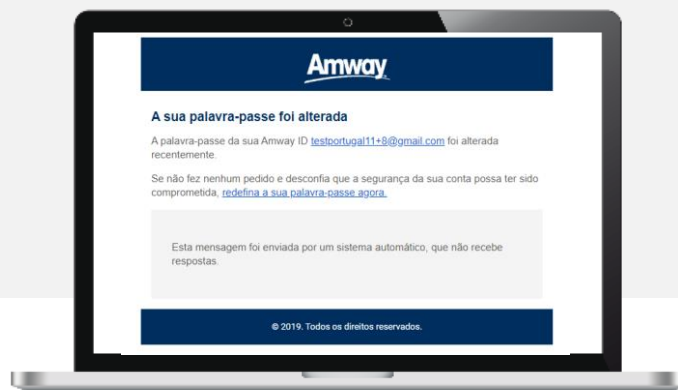 Amway
A sua palavra-passe foi alterada
A palavra-passe da sua Amway ID testportugal11+8@gmail.com foi alterada
recentemente.
Se não fez nenhum pedido e desconfia que a segurança da sua conta possa ter sido
comprometida, redefina a sua palavra-passe agora.
Esta mensagem foi enviada por um sistema automático, que não recebe
respostas.
© 2019. Todos os direitos reservados.